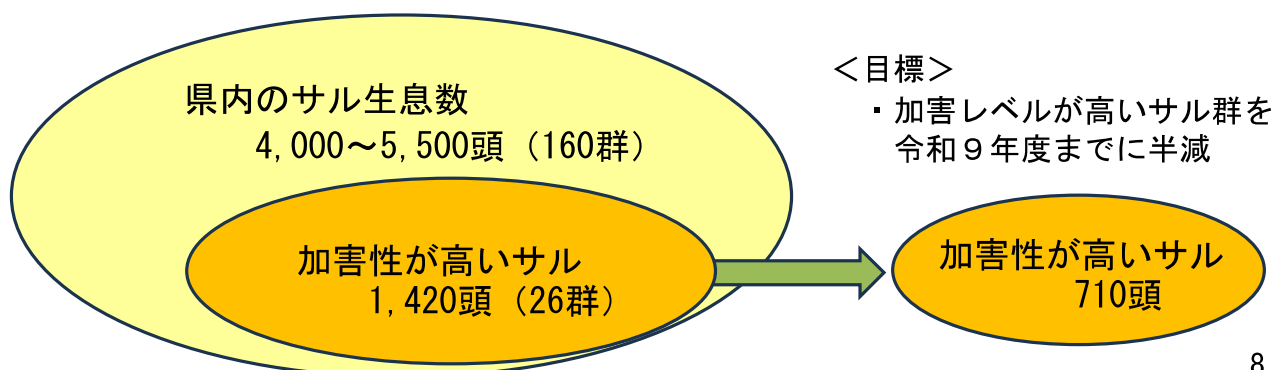 県内のサル生息数
4,000～5,500頭（160群）
加害性が高いサル
1,420頭（26群）
＜目標＞
・加害レベルが高いサル群を
令和９年度までに半減
加害性が高いサル
710頭
8